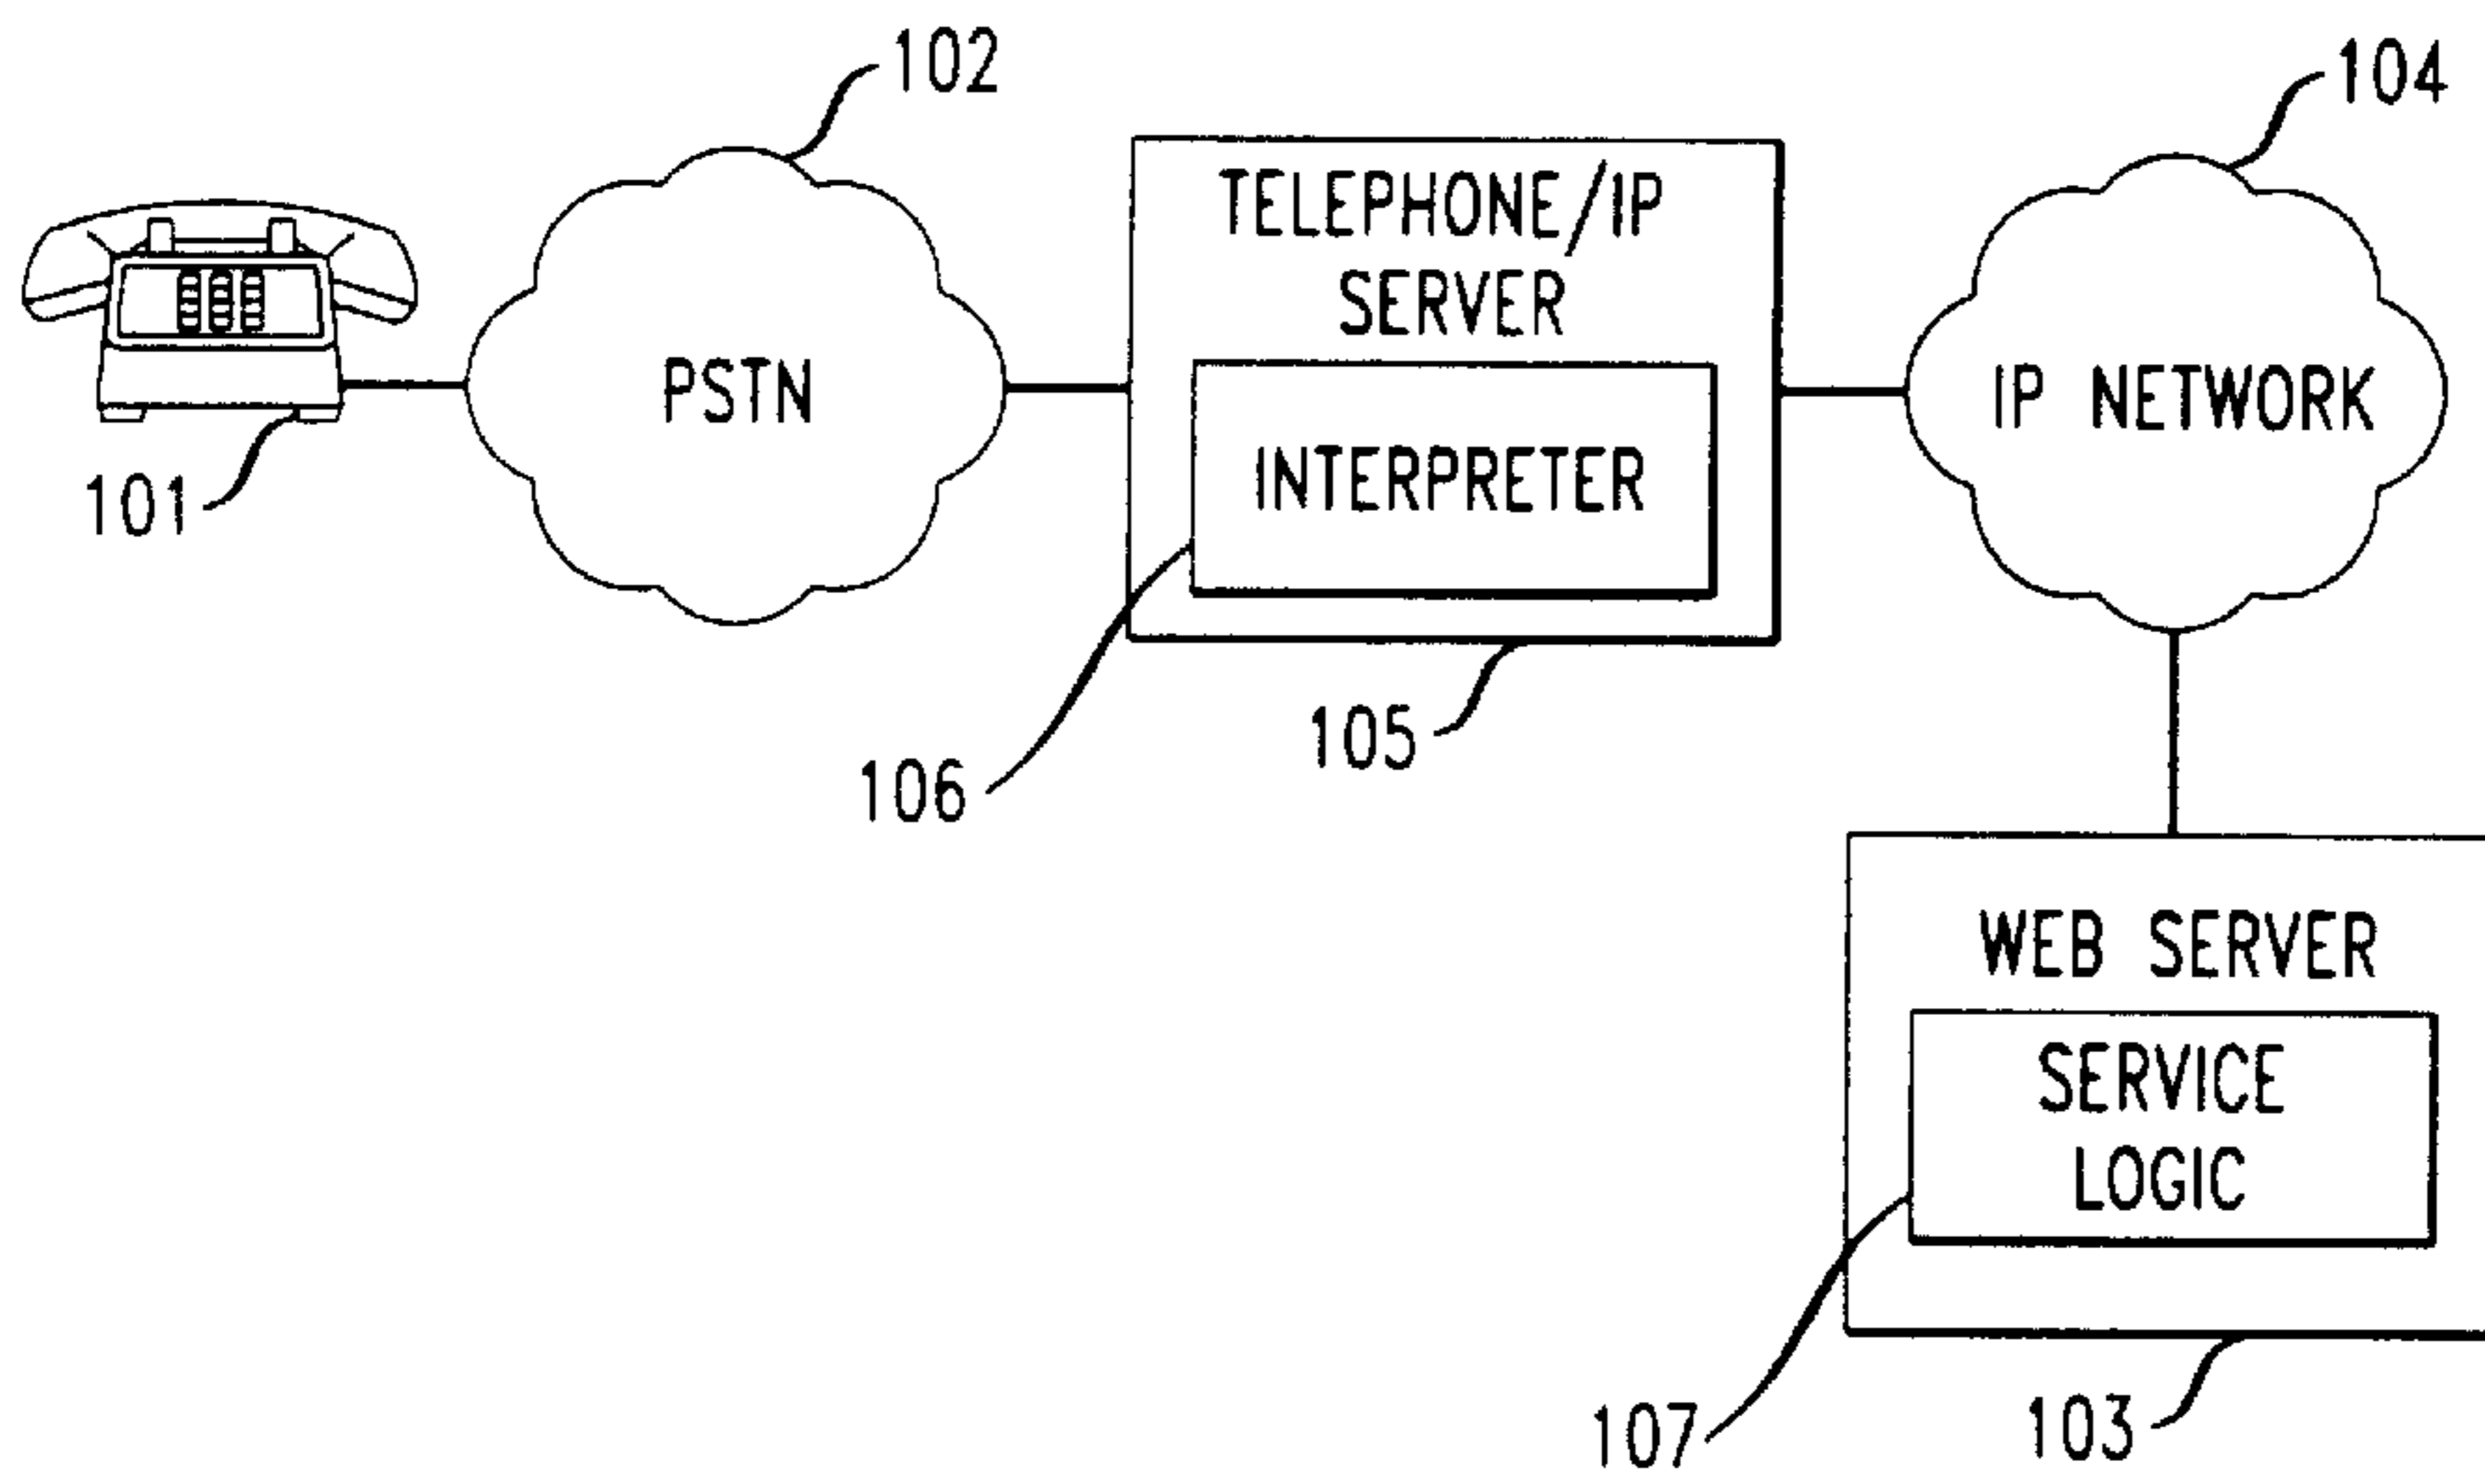 102
104
TELEPHONE/IP
SERVER
PSTN
IP NETWORK
INTERPRETER
101
105
106
WEB SERVER
SERVICE
LOGIC
107
103